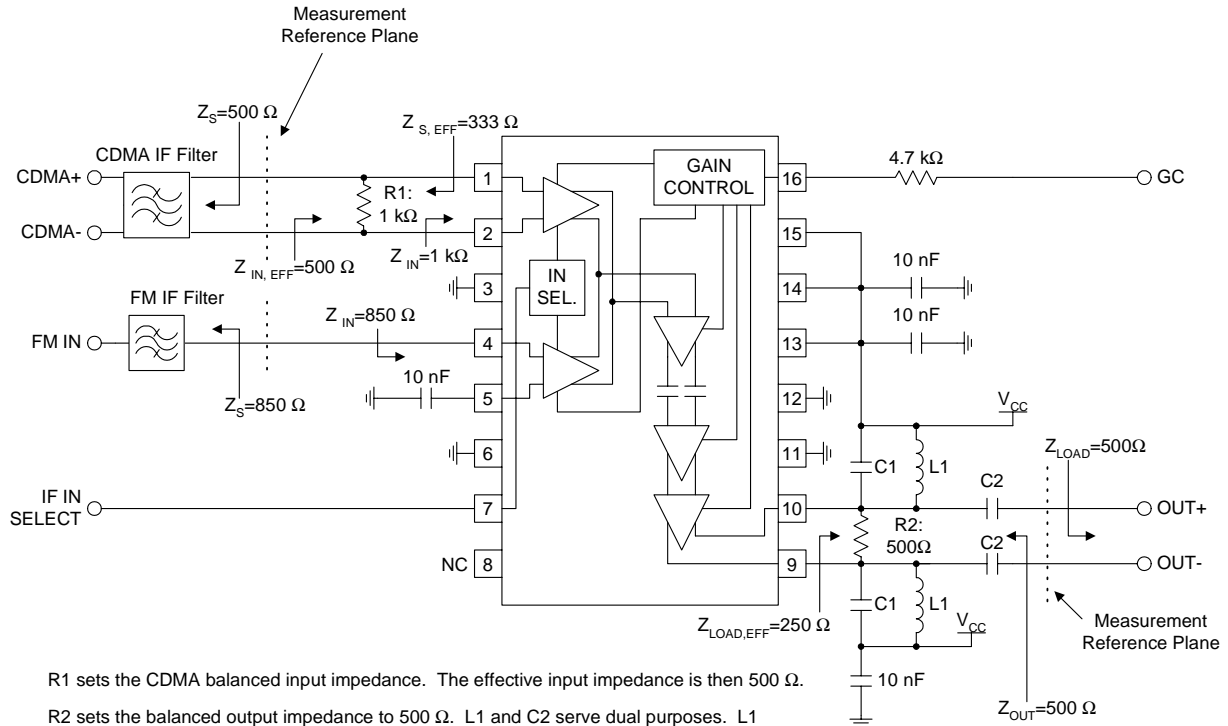 Measurement
Reference Plane
Z_S=500 Ω
Z_S, EFF=333 Ω
CDMA IF Filter
CDMA+
CDMA-
R1:
1 kΩ
Z_IN, EFF=500 Ω
Z_IN=1 kΩ
FM IF Filter
FM IN
Z_IN=850 Ω
Z_S=850 Ω
10 nF
IF IN
SELECT
NC
1
2
3
4
5
6
7
8
GAIN
CONTROL
IN
SEL.
16
15
14
13
12
11
10
9
4.7 kΩ
GC
10 nF
10 nF
V_CC
C1
L1
C2
Z_LOAD=500Ω
OUT+
R2:
500Ω
C2
OUT-
Z_LOAD,EFF=250 Ω
C1
L1
V_CC
Measurement
Reference Plane
10 nF
Z_OUT=500 Ω
R1 sets the CDMA balanced input impedance. The effective input impedance is then 500 Ω.
R2 sets the balanced output impedance to 500 Ω. L1 and C2 serve dual purposes. L1